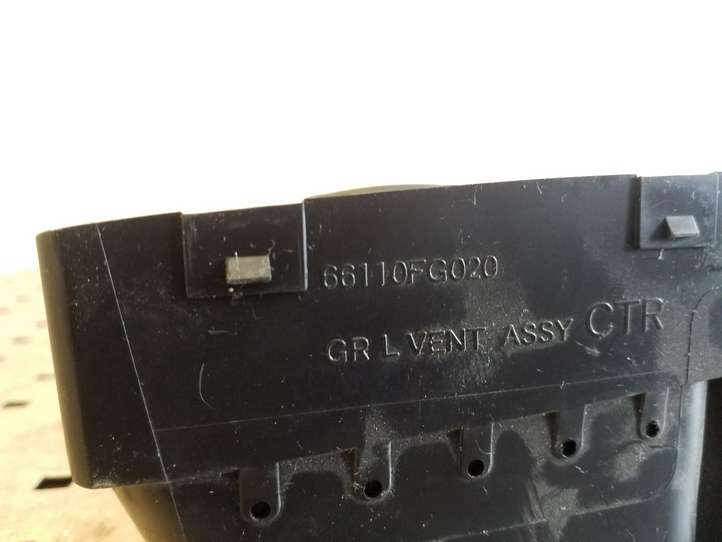 66110FG020
GR L VENT ASSY CTR